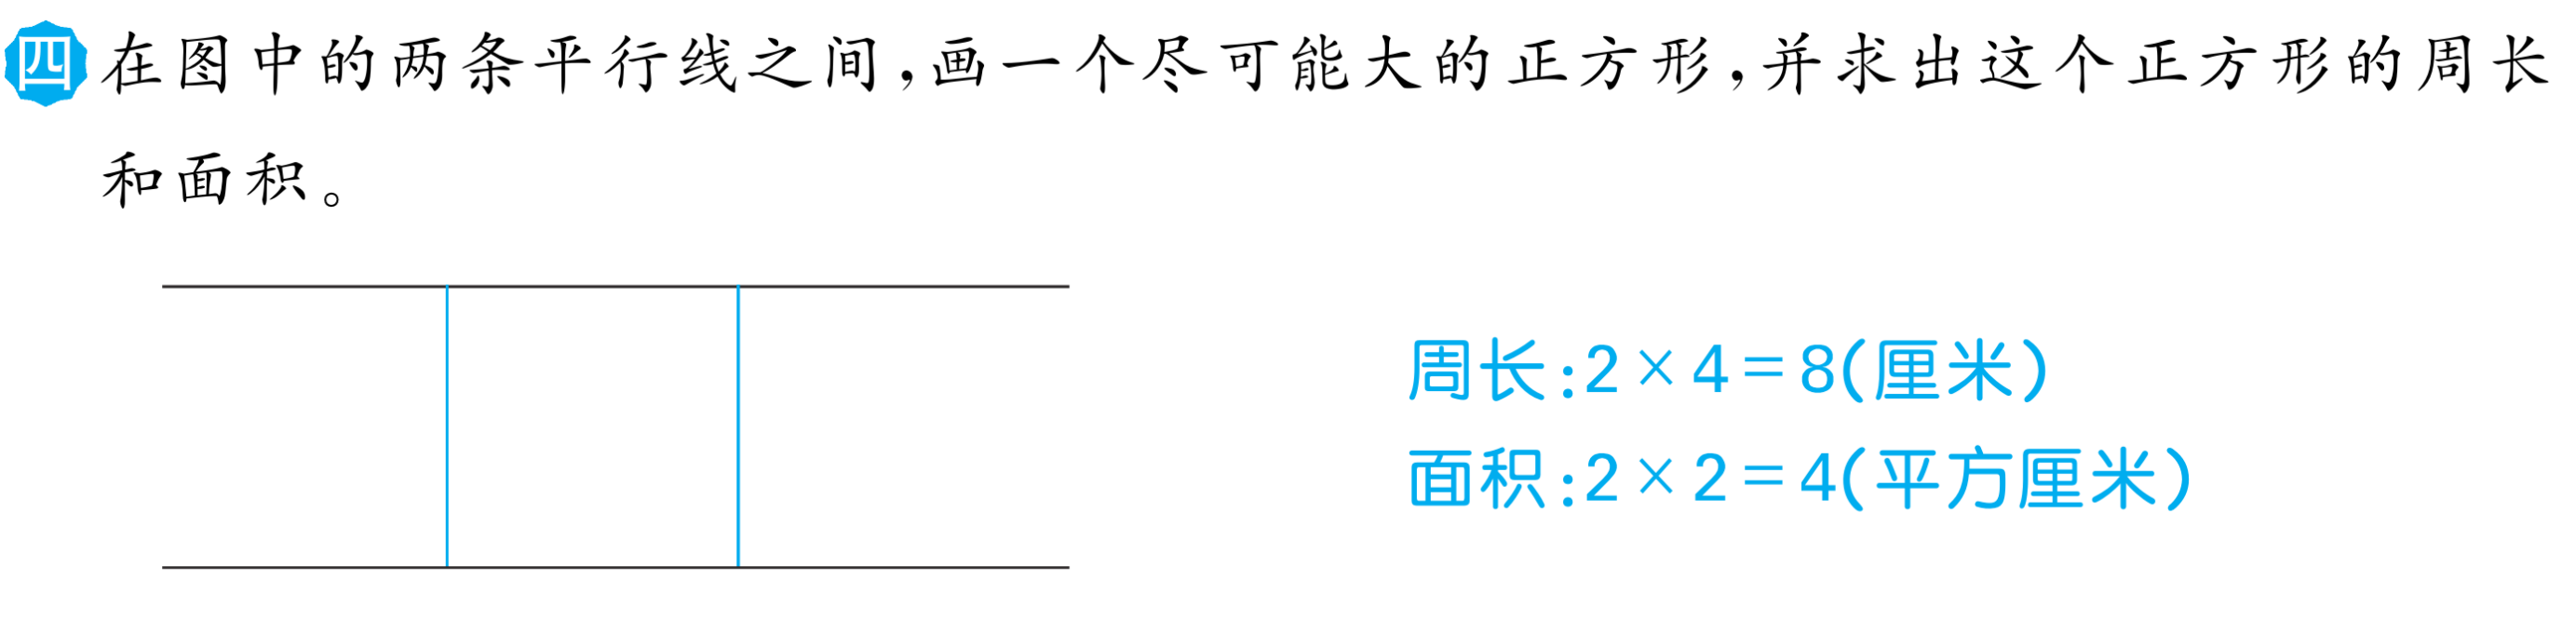 四 在图中的两条平行线之间,画一个尽可能大的正方形,并求出这个正方形的周长
和面积。
周长:2×4=8(厘米)
面积:2×2=4(平方厘米)